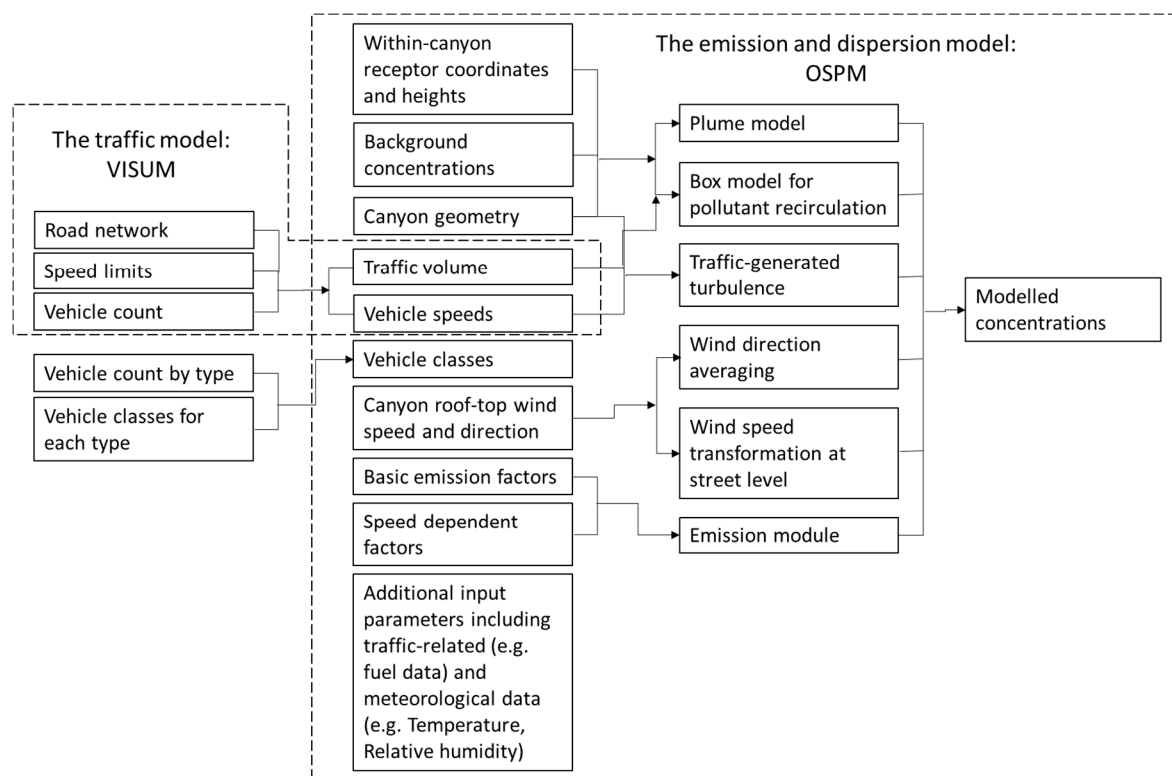 The traffic model:
VISUM
Road network
Speed limits
Vehicle count
Vehicle count by type
Vehicle classes for
each type
Within-canyon
receptor coordinates
and heights
Background
concentrations
Canyon geometry
Traffic volume
Vehicle speeds
Vehicle classes
Canyon roof-top wind
speed and direction
Basic emission factors
Speed dependent
factors
Additional input
parameters including
traffic-related (e.g.
fuel data) and
meteorological data
(e.g. Temperature,
Relative humidity)
The emission and dispersion model:
OSPM
Plume model
Box model for
pollutant recirculation
Traffic-generated
turbulence
Wind direction
averaging
Wind speed
transformation at
street level
Emission module
Modelled
concentrations